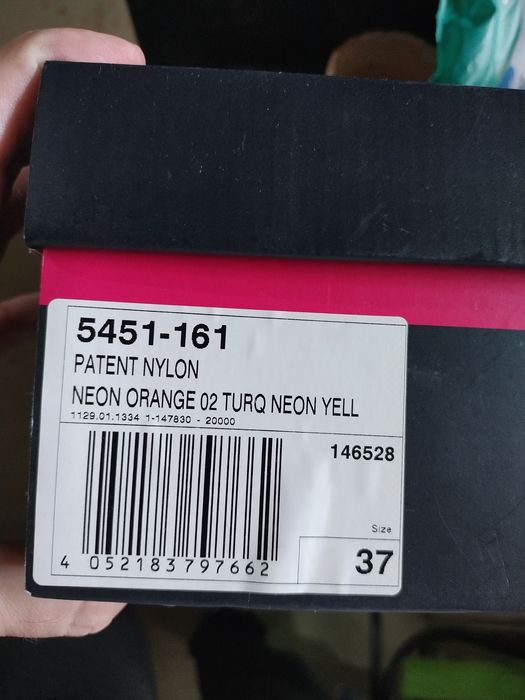 5451-161
PATENT NYLON
NEON ORANGE 02 TURQ NEON YELL
1129.01.1334 1-147830 - 20000
146528
Size
37
4 052183 797662